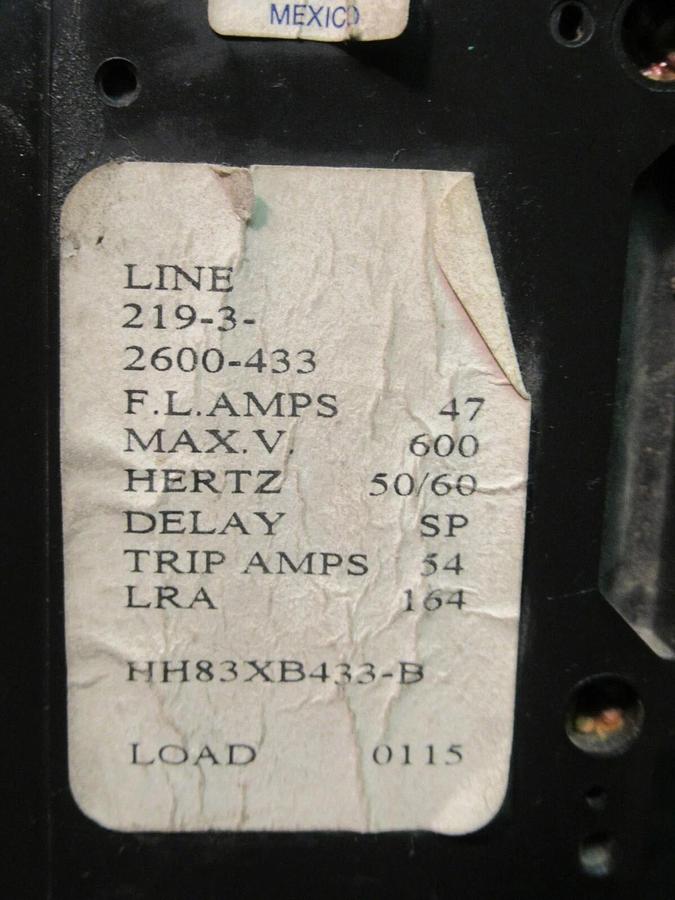 MEXICO
LINE
219-3-
2600-433
F.L.AMPS 47
MAX.V. 600
HERTZ 50/60
DELAY SP
TRIP AMPS 54
LRA 164
HH83XB433-B
LOAD 0115